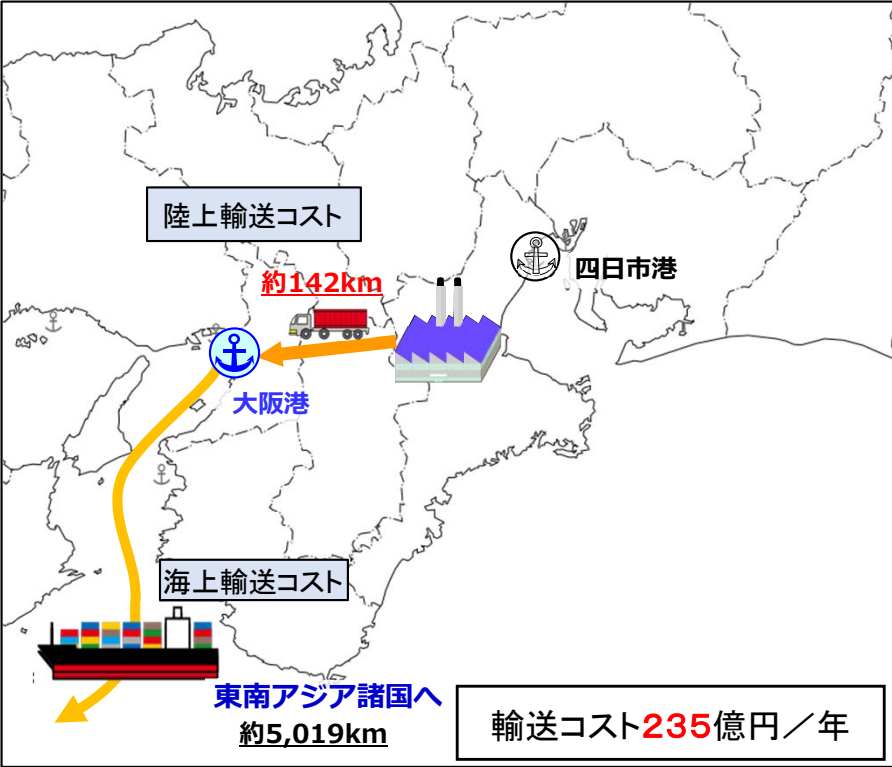 陸上輸送コスト
約142km
四日市港
大阪港
海上輸送コスト
東南アジア諸国へ
約5,019km
輸送コスト235億円／年